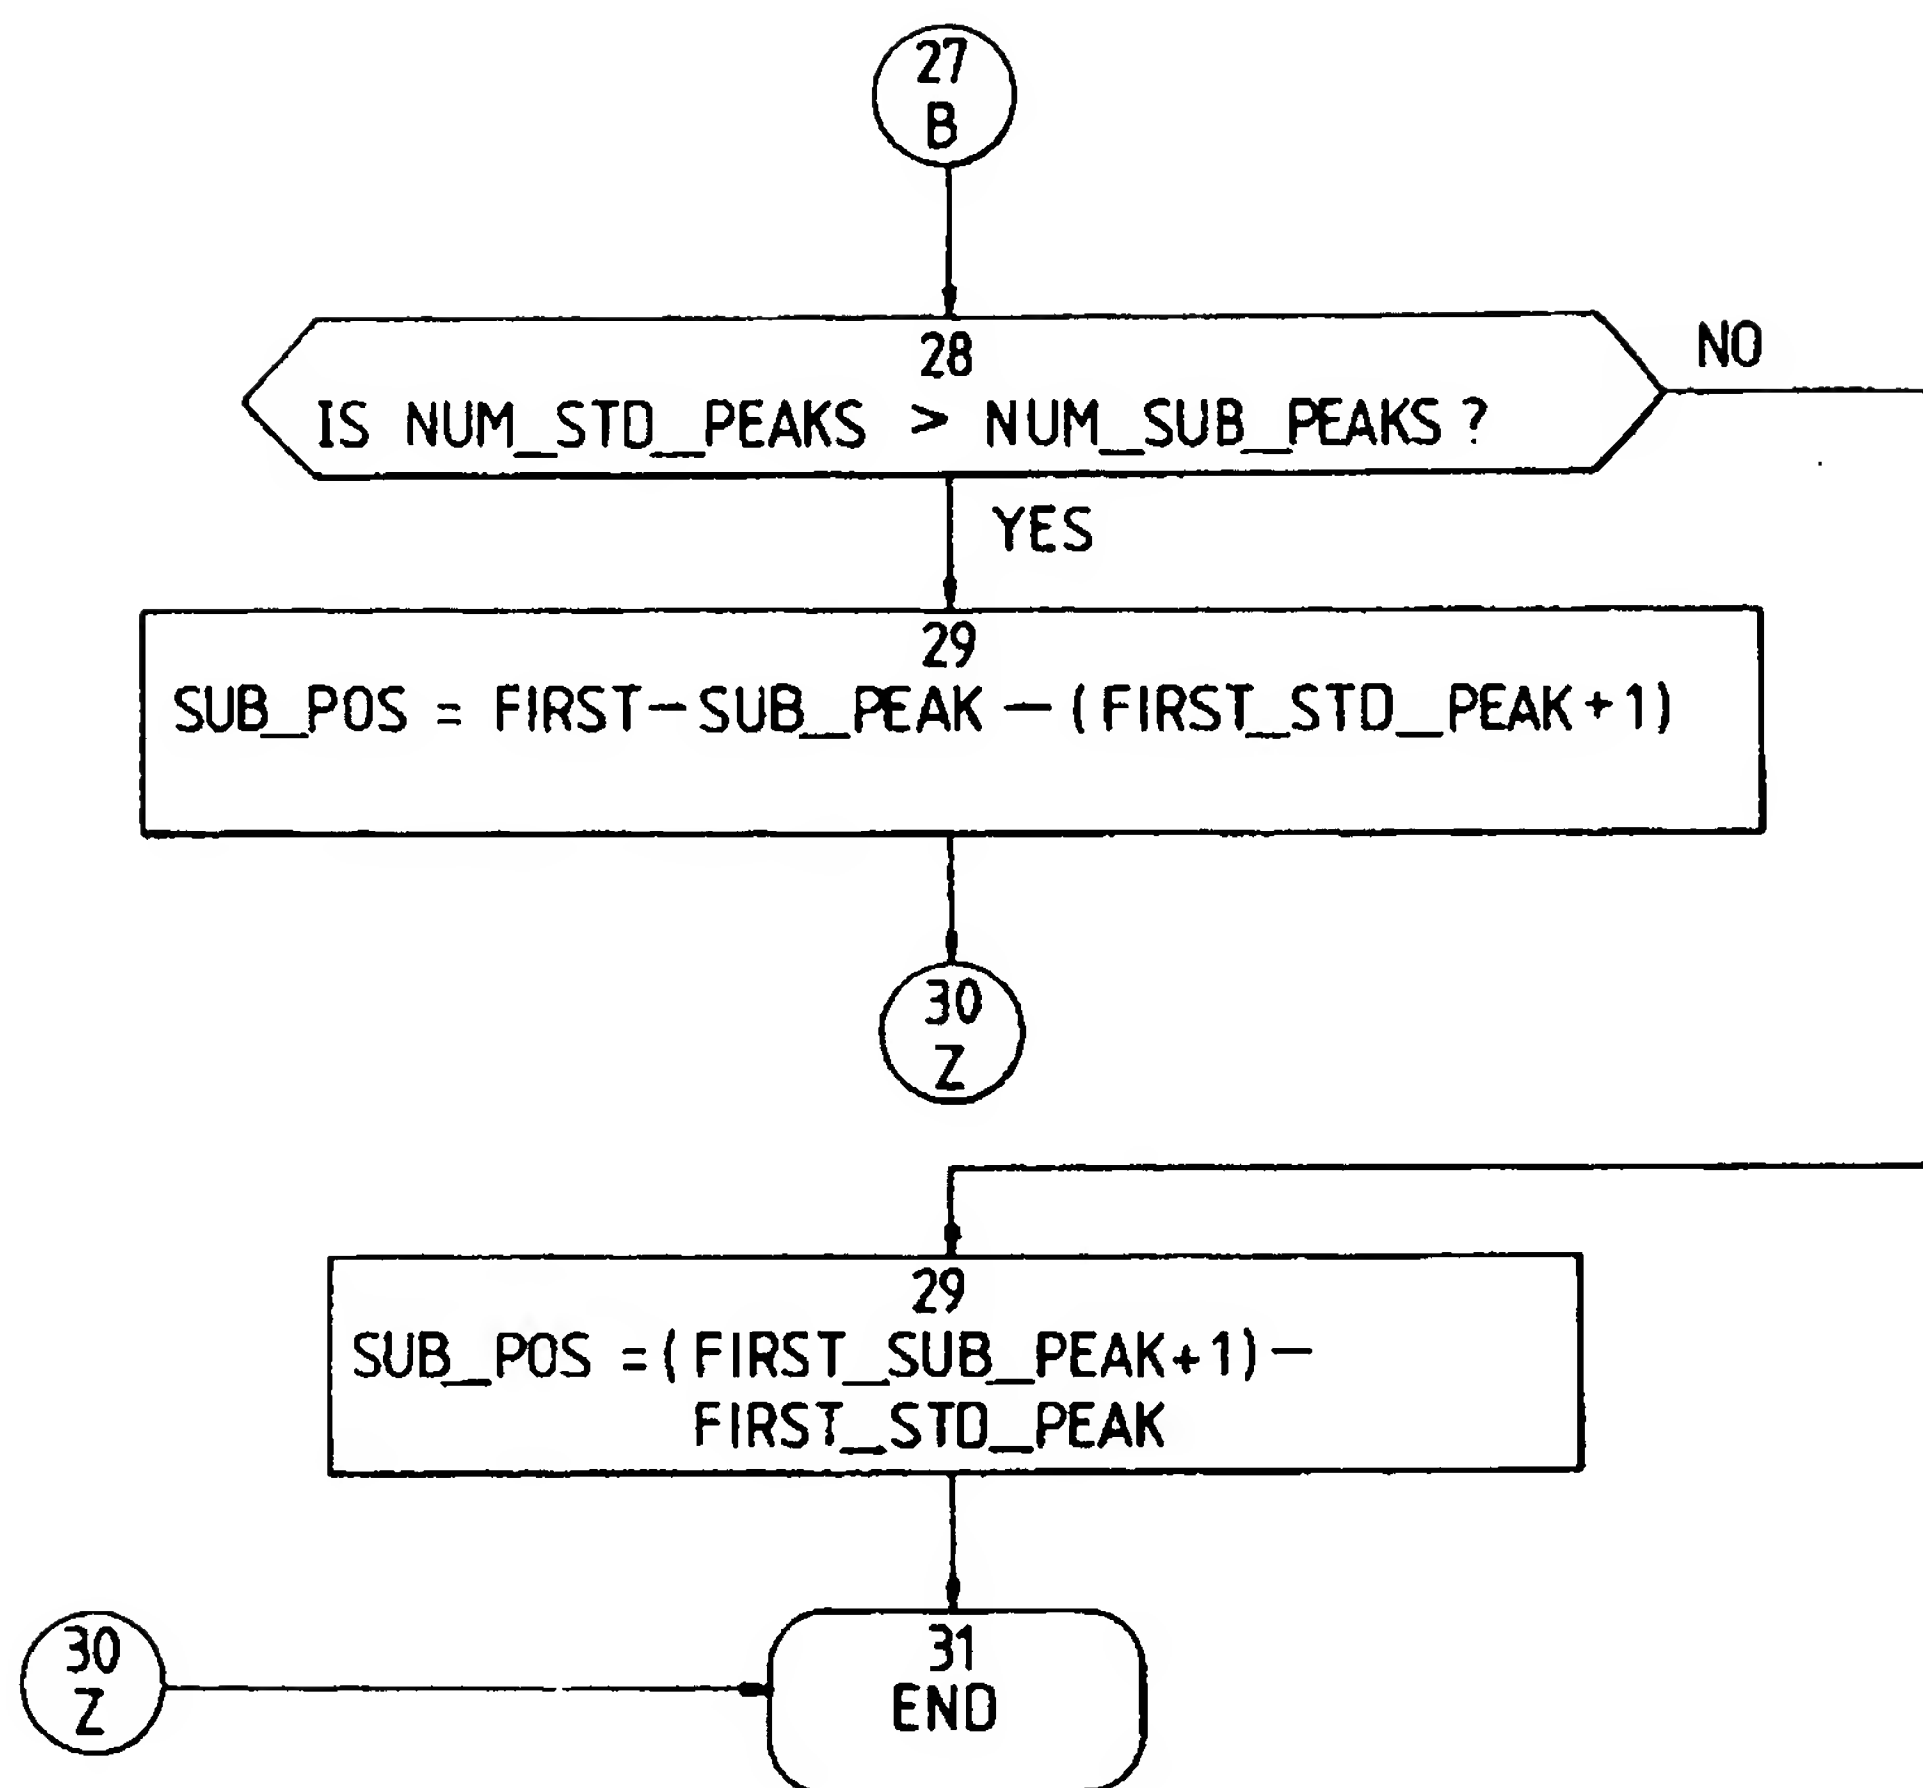 27
B
28
NO
IS NUM_STD_PEAKS > NUM_SUB_PEAKS?
YES
29
SUB_POS = FIRST-SUB_PEAK - (FIRST_STD_PEAK+1)
30
Z
29
SUB_POS =(FIRST_SUB_PEAK+1)-
FIRST_STD_PEAK
30
Z
31
END